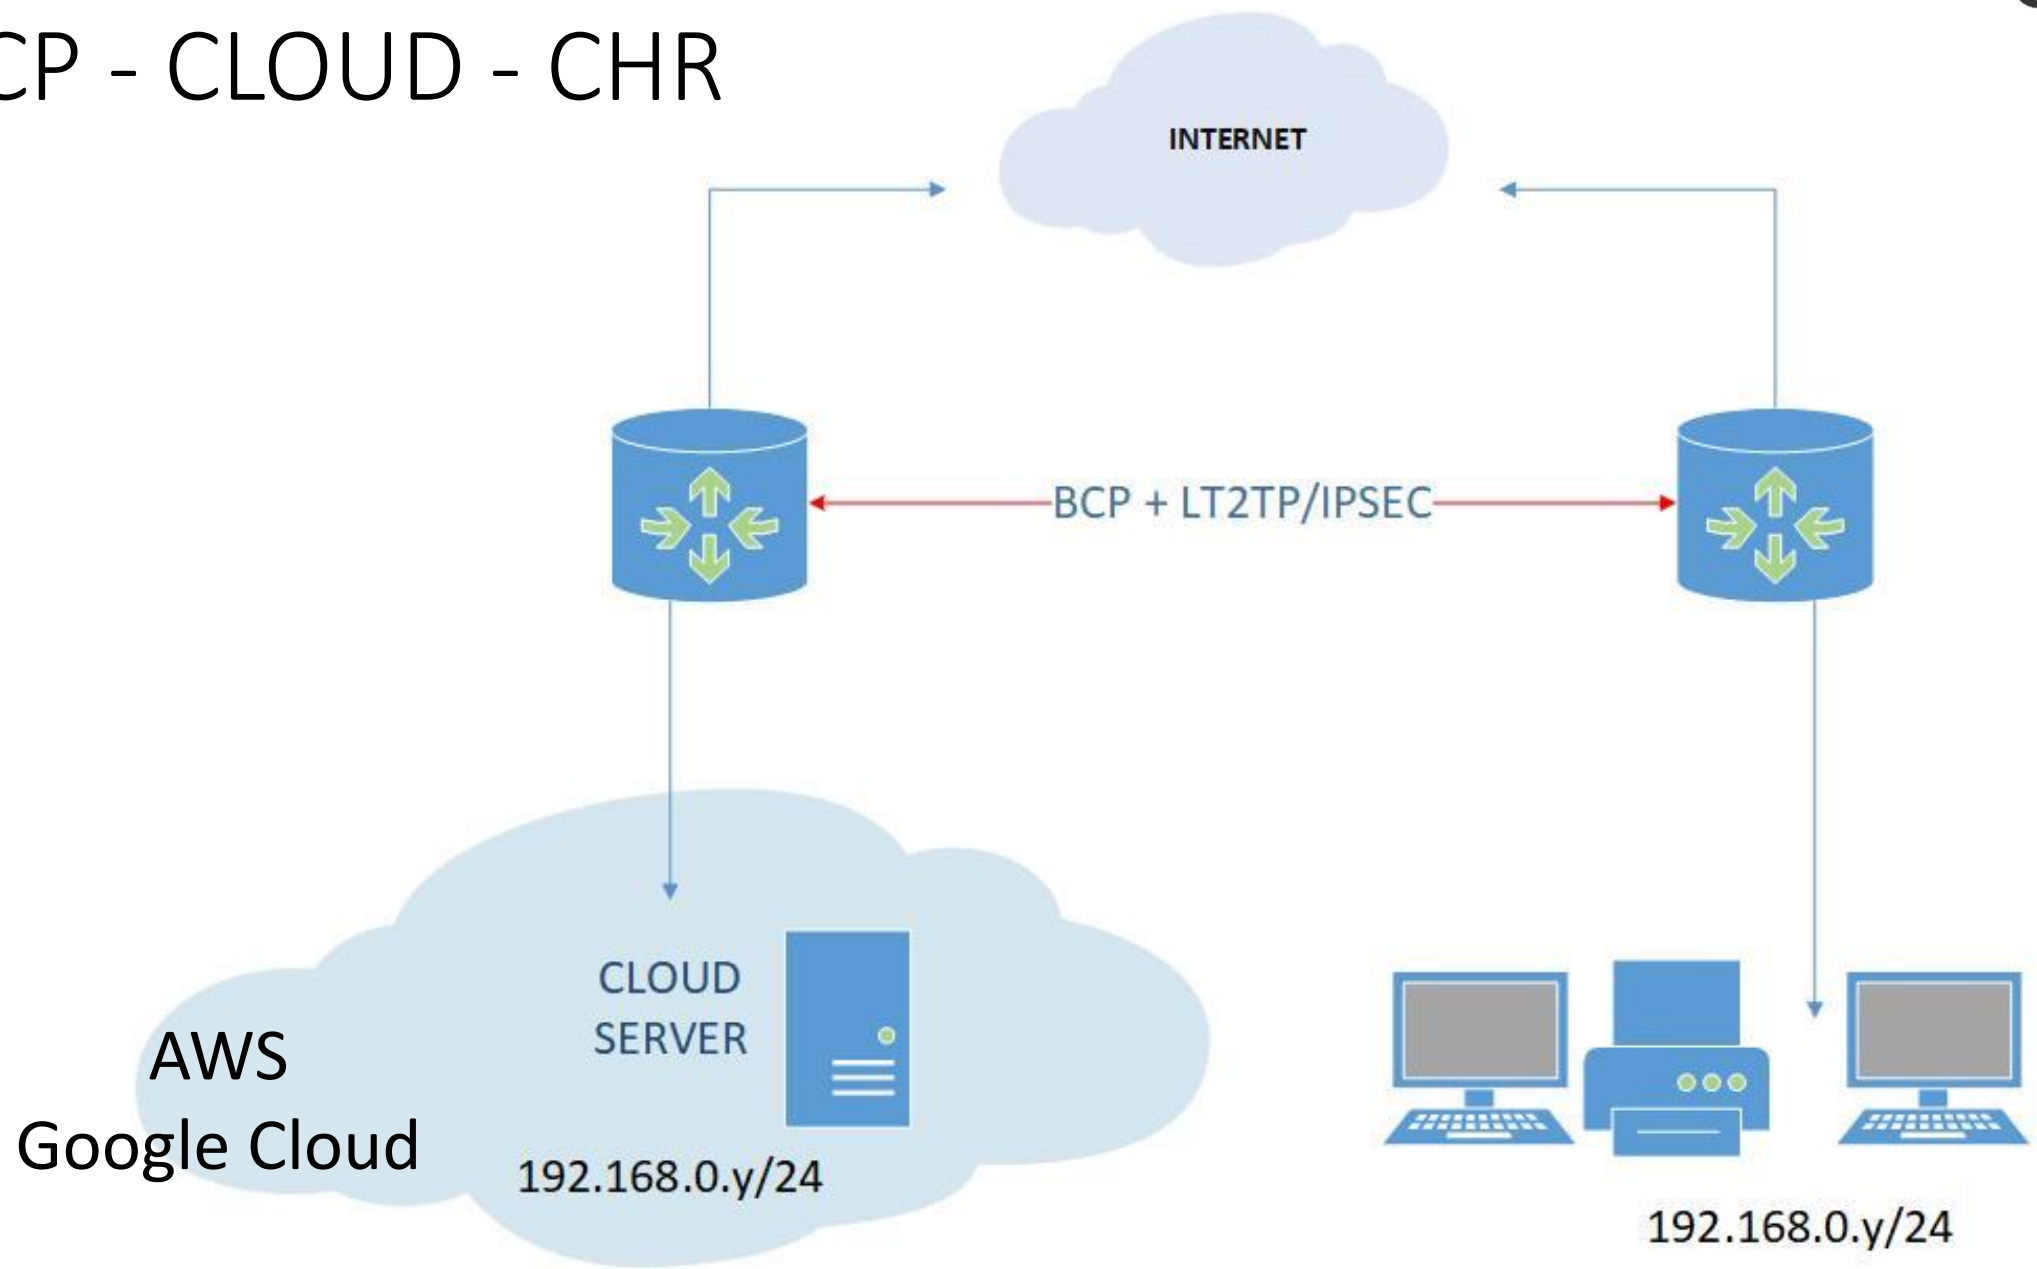 CP - CLOUD - CHR
INTERNET
BCP + LT2TP/IPSEC
CLOUD
SERVER
AWS
Google Cloud
192.168.0.y/24
192.168.0.y/24